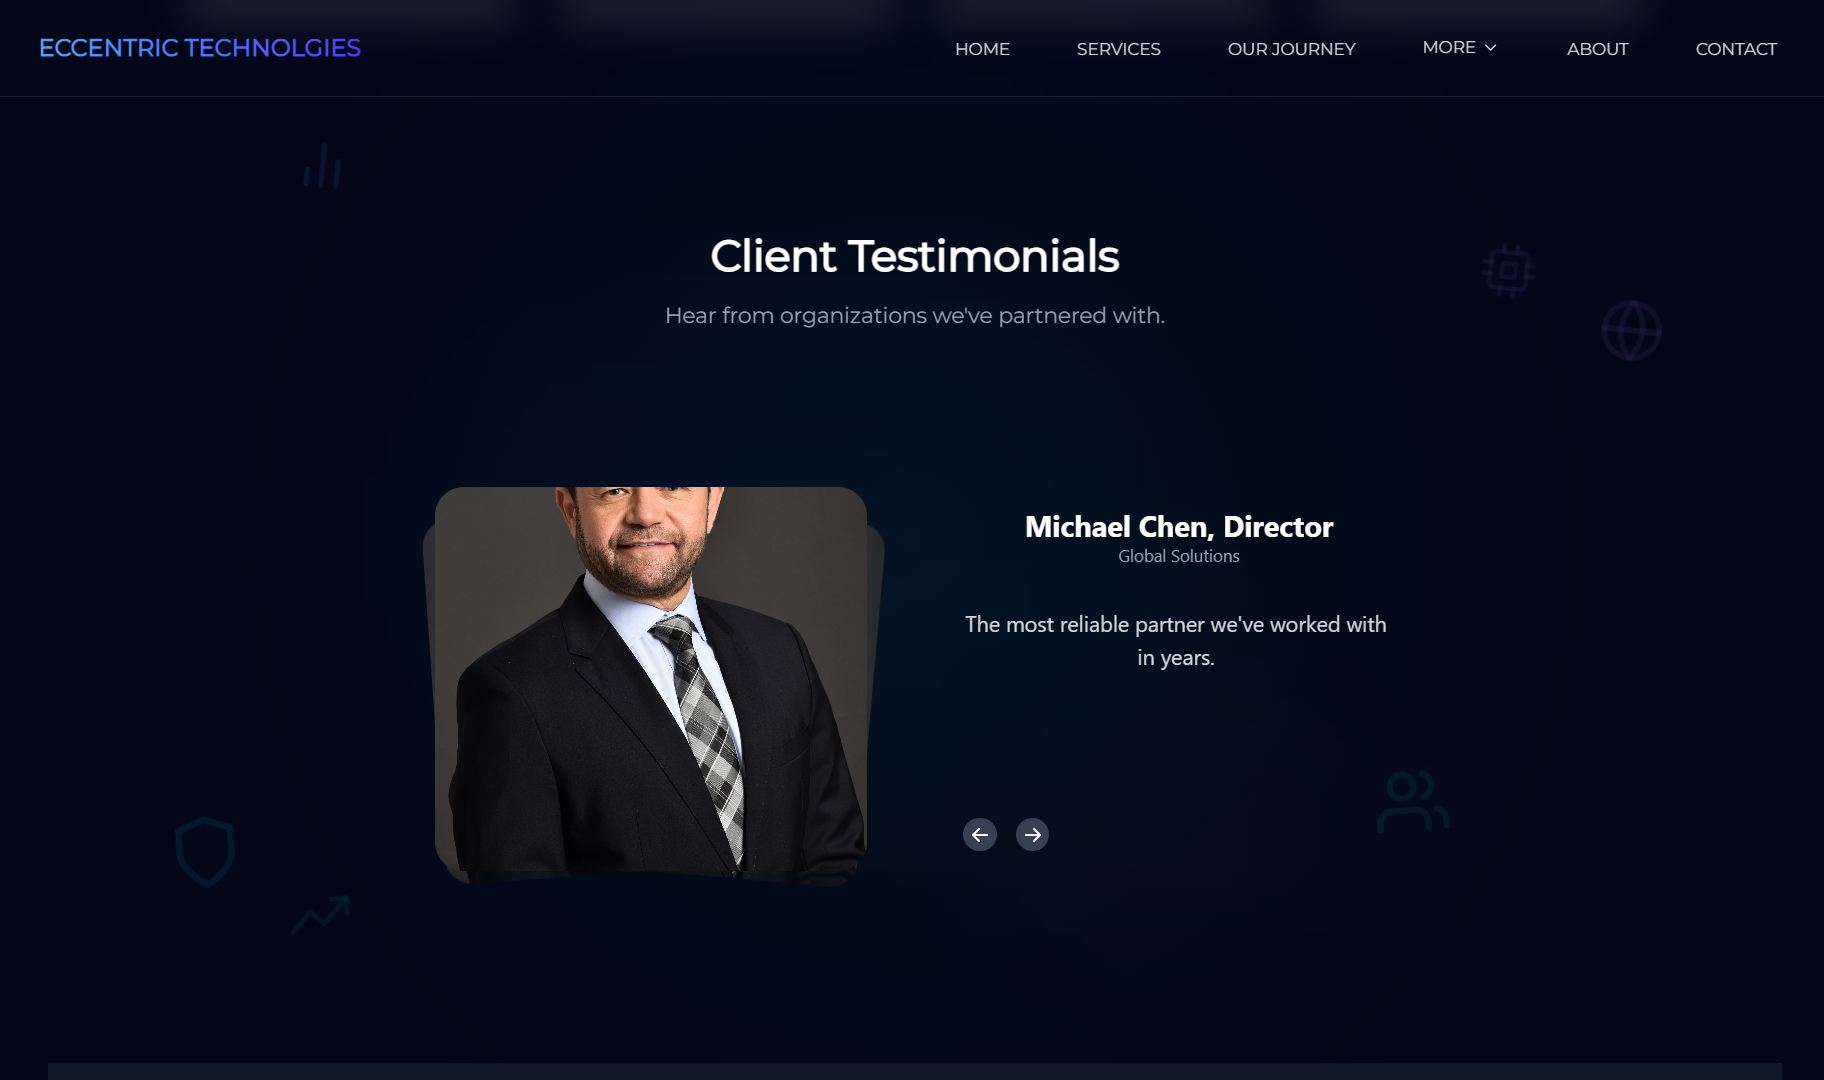 ECCENTRIC TECHNOLGIES
HOME
SERVICES
OUR JOURNEY
MORE
ABOUT
CONTACT
Client Testimonials
Hear from organizations we've partnered with.
Michael Chen, Director
Global Solutions
The most reliable partner we've worked with
in years.